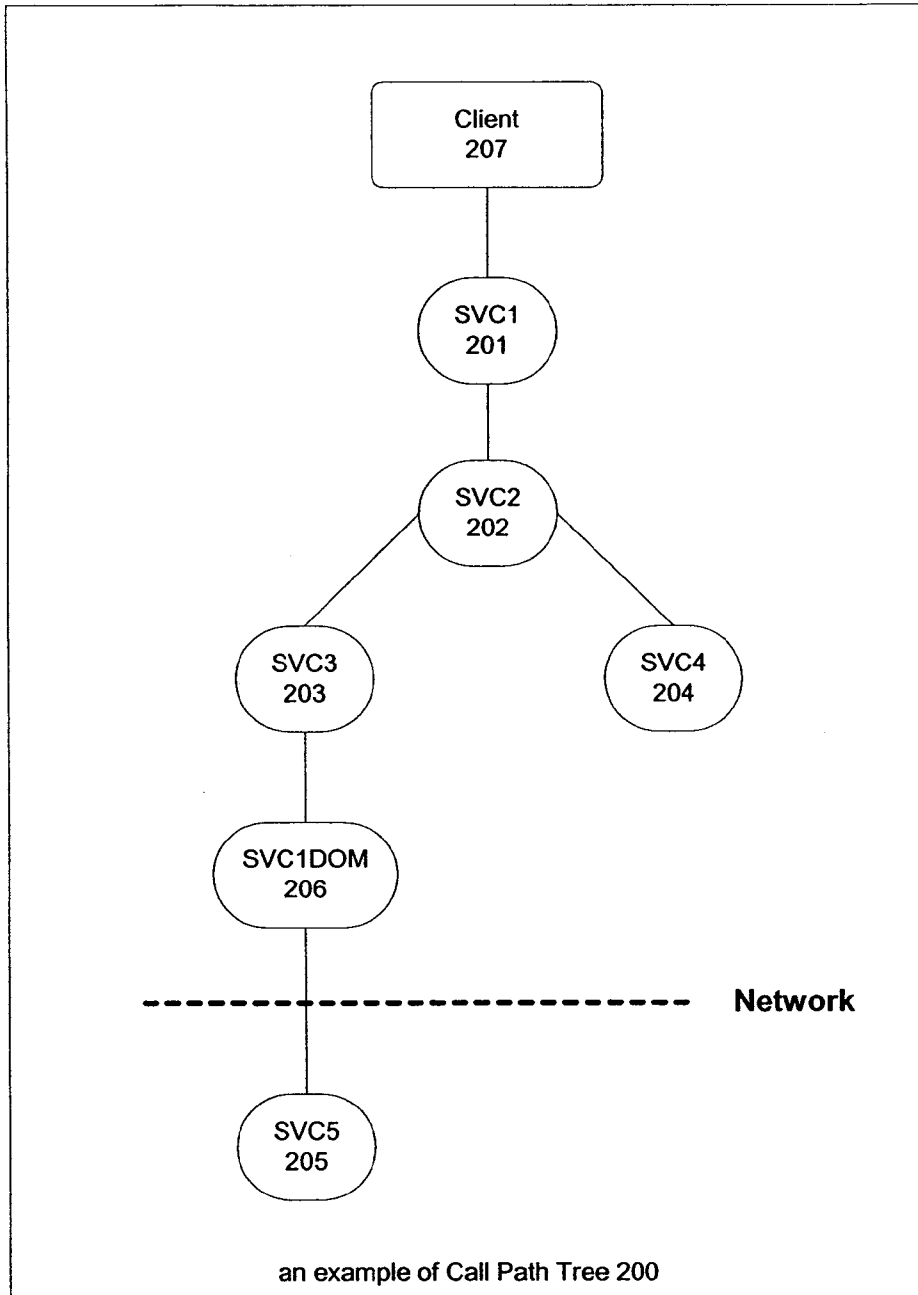 Client
207
SVC1
201
SVC2
202
SVC3
203
SVC4
204
SVC1DOM
206
Network
SVC5
205
an example of Call Path Tree 200